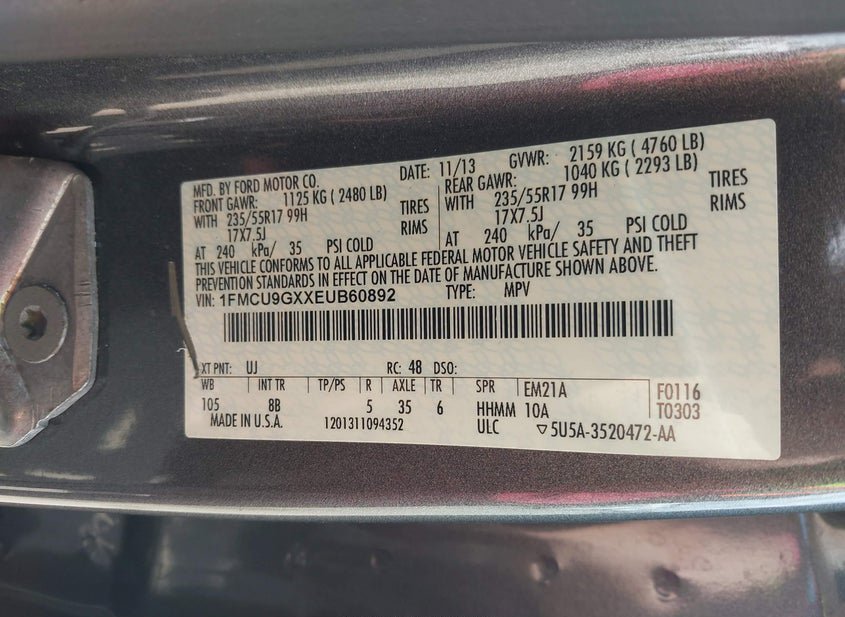 MFD. BY FORD MOTOR CO.
DATE: 11/13 GVWR: 2159 KG ( 4760 LB)
FRONT GAWR: 1125 KG ( 2480 LB)
WITH 235/55R17 99H TIRES
17X7.5J RIMS
AT 240 kPa/ 35 PSI COLD
REAR GAWR: 1040 KG ( 2293 LB)
WITH 235/55R17 99H TIRES
17X7.5J RIMS
AT 240 kPa/ 35 PSI COLD
THIS VEHICLE CONFORMS TO ALL APPLICABLE FEDERAL MOTOR VEHICLE SAFETY AND THEFT
PREVENTION STANDARDS IN EFFECT ON THE DATE OF MANUFACTURE SHOWN ABOVE.
VIN: 1FMCU9GXXEUB60892 TYPE: MPV
XT PNT: UJ RC: 48 DSO:
WB INT TR TP/PS R AXLE TR SPR EM21A F0116
105 8B 5 35 6 HHMM 10A T0303
MADE IN U.S.A. 1201311094352 ULC ▽5U5A-3520472-AA